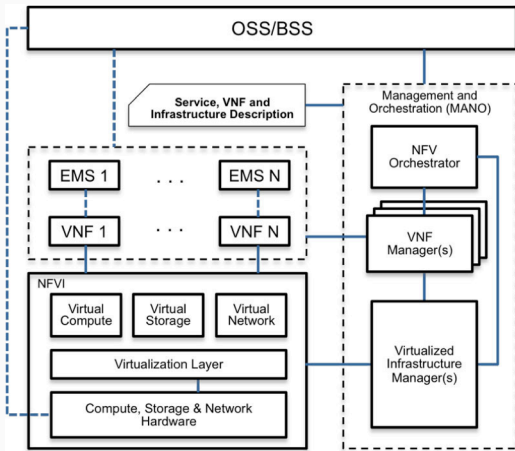 OSS/BSS
Service, VNF and
Infrastructure Description
Management and
Orchestration (MANO)
NFV
Orchestrator
EMS 1
. . .
EMS N
VNF 1
. . .
VNF N
VNF
Manager(s)
NFVI
Virtual
Compute
Virtual
Storage
Virtual
Network
Virtualization Layer
Compute, Storage & Network
Hardware
Virtualized
Infrastructure
Manager(s)